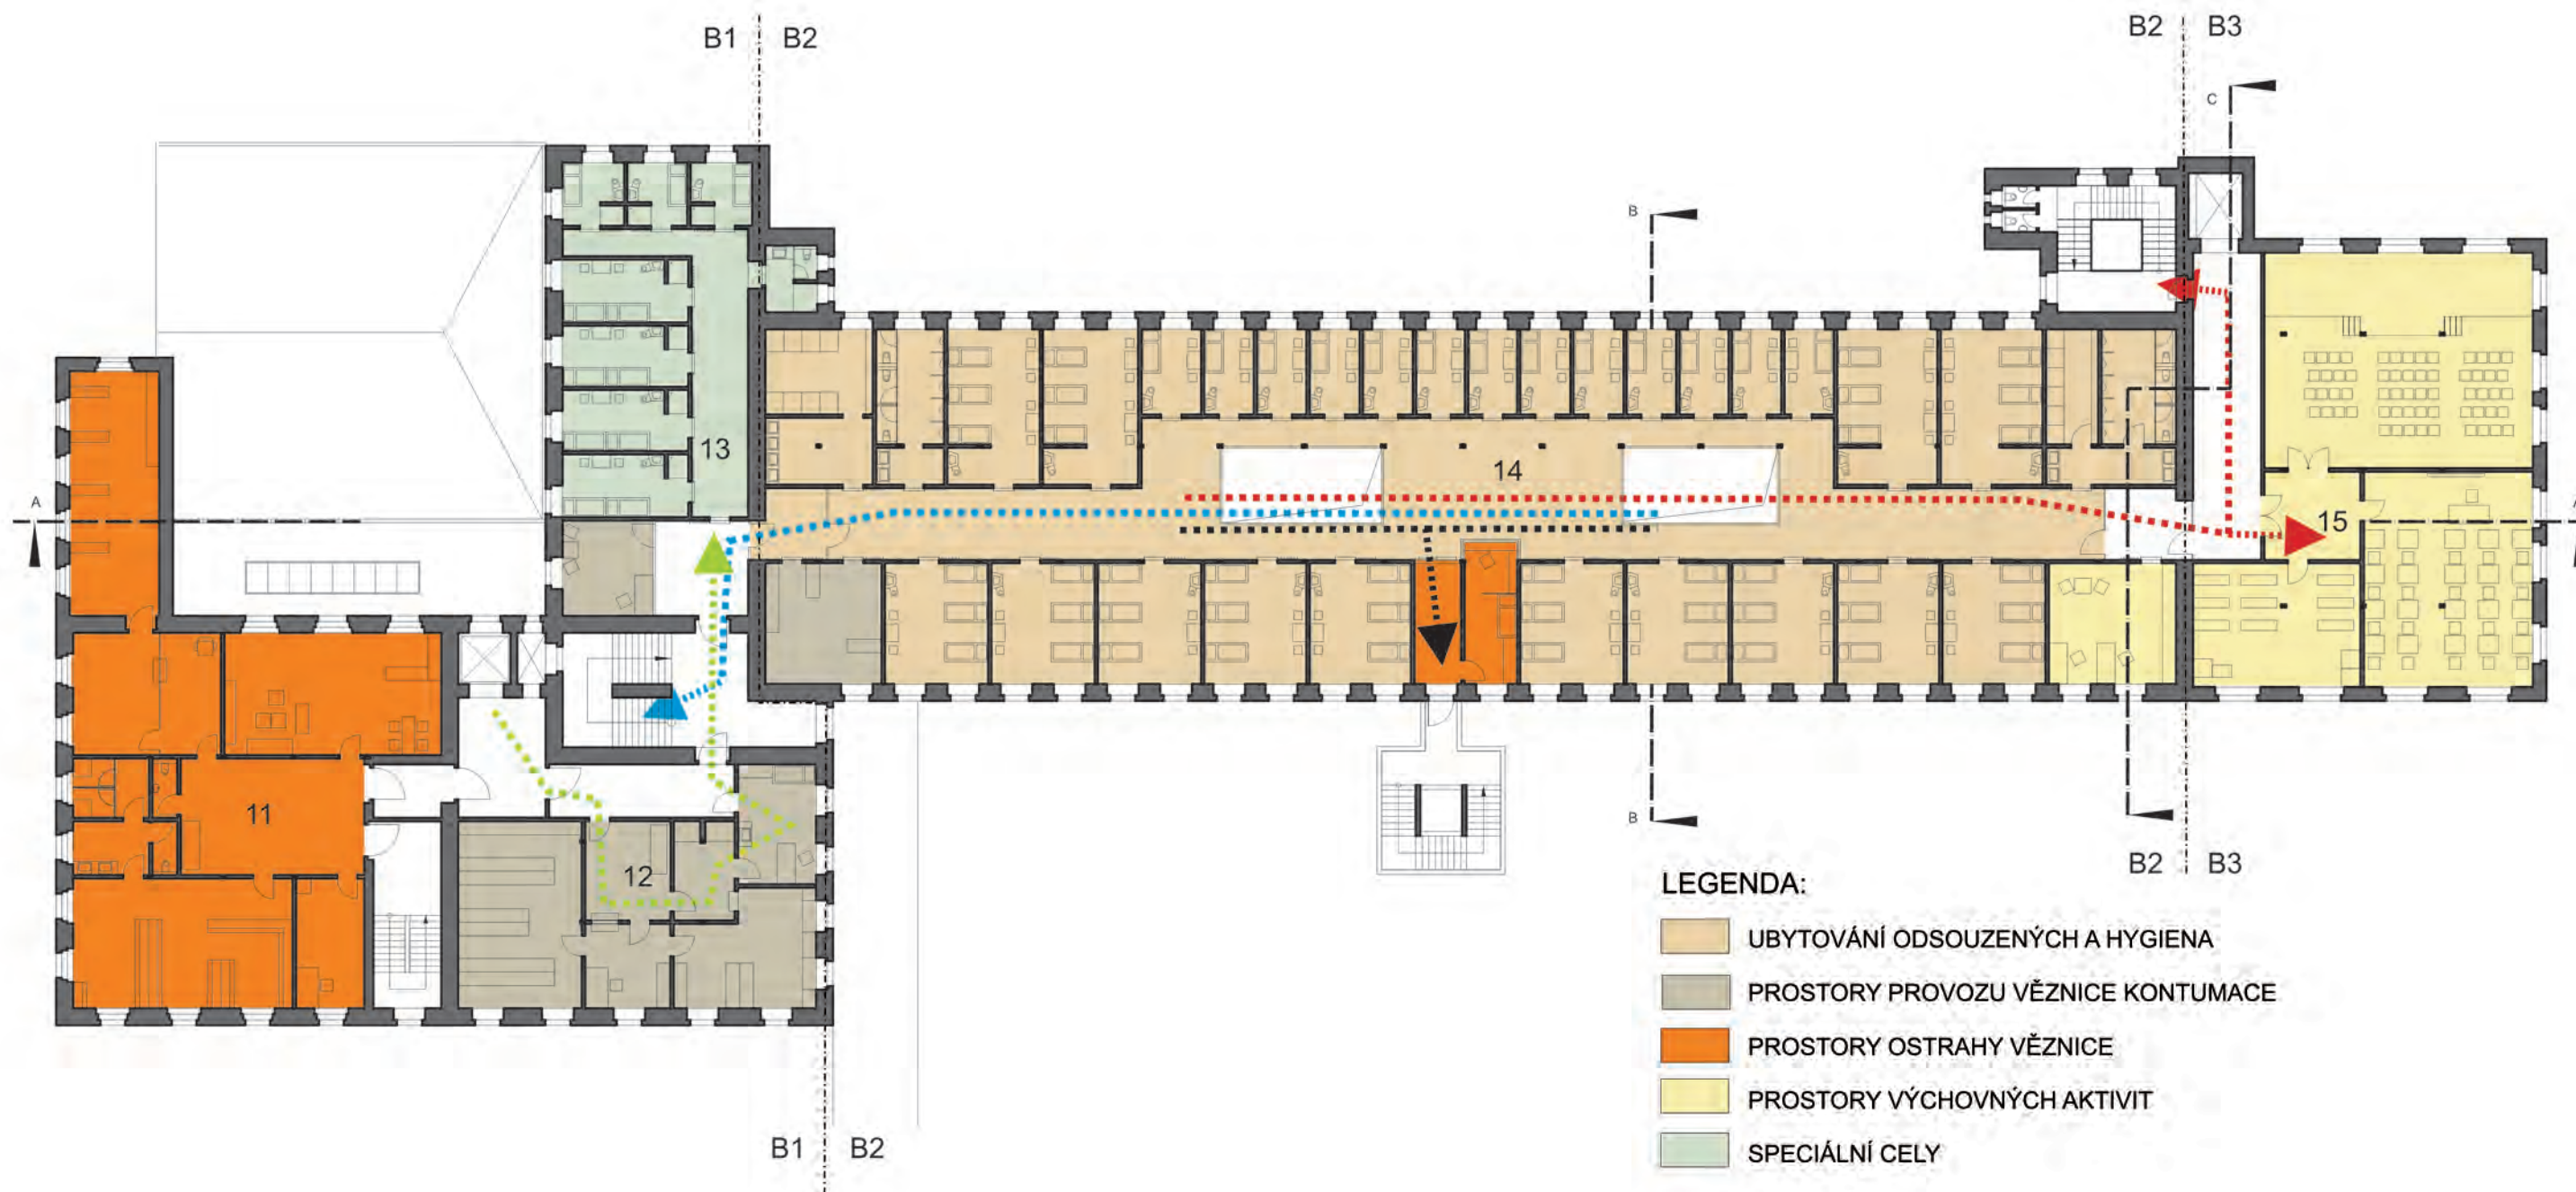 B1 B2
B2 B3
C
B
A
13
14
15
A
11
12
B
B2 B3
LEGENDA:
UBYTOVÁNÍ ODSOUZENÝCH A HYGIENA
PROSTORY PROVOZU VĚZNICE KONTUMACE
PROSTORY OSTRAHY VĚZNICE
PROSTORY VÝCHOVNÝCH AKTIVIT
SPECIÁLNÍ CELY
B1 B2